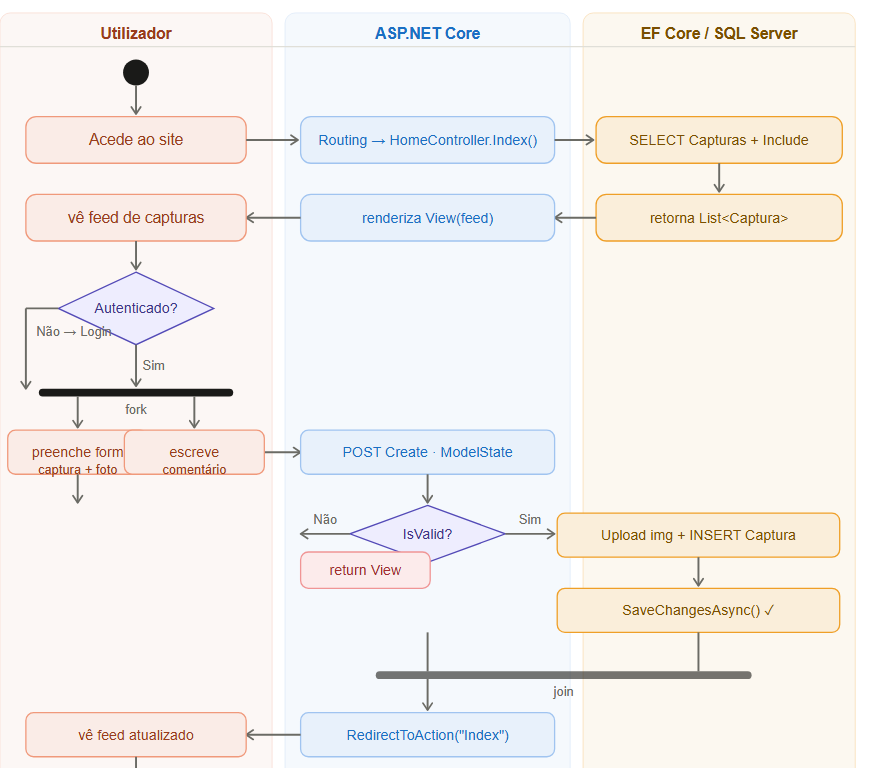 Utilizador
ASP.NET Core
EF Core / SQL Server
Acede ao site
Routing → HomeController.Index()
SELECT Capturas + Include
vê feed de capturas
renderiza View(feed)
retorna List<Captura>
Autenticado?
Não → Login
Sim
fork
preenche form
captura + foto
escreve
comentário
POST Create · ModelState
Não
IsValid?
Sim
Upload img + INSERT Captura
return View
SaveChangesAsync() ✓
join
vê feed atualizado
RedirectToAction("Index")